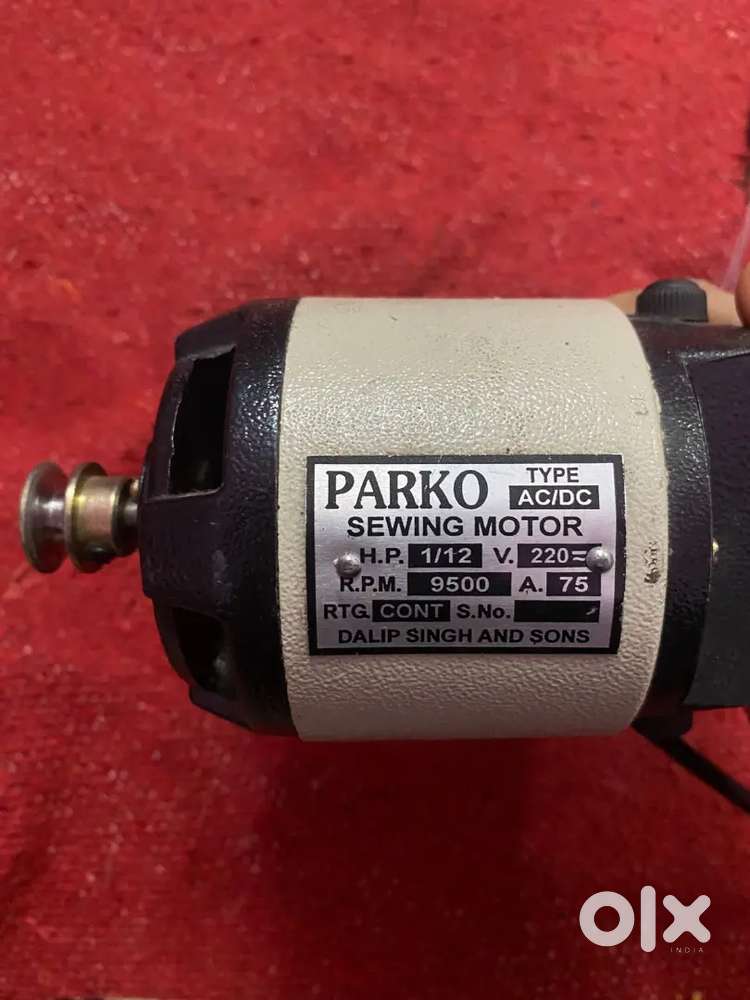 PARKO TYPE AC/DC
SEWING MOTOR
H.P. 1/12 V. 220=
R.P.M. 9500 A. 75
RTG. CONT S.No.
DALIP SINGH AND SONS
olx
INDIA